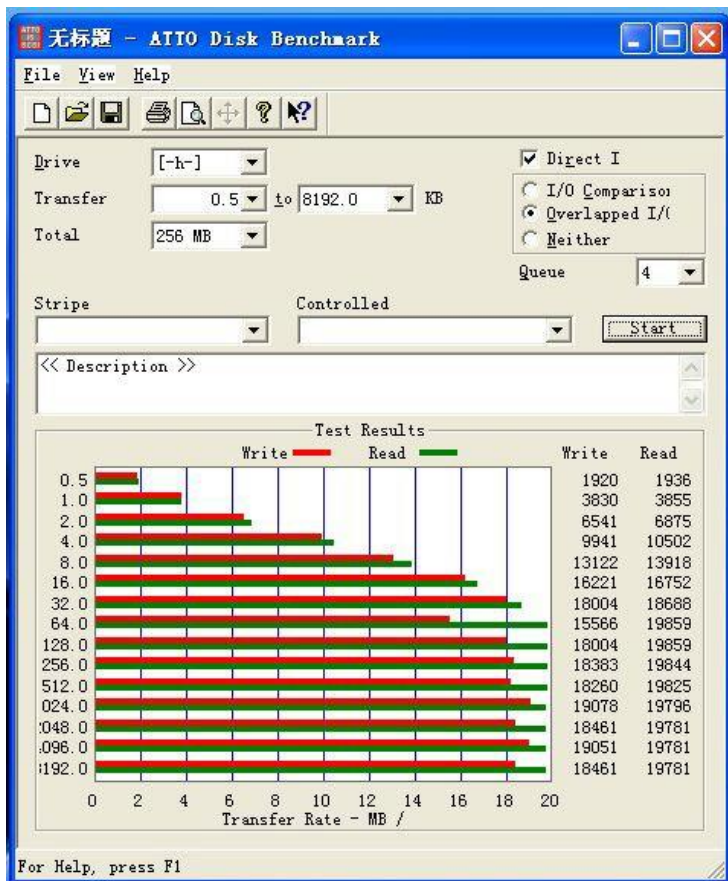 ATTO IS SCSI 无标题 - ATTO Disk Benchmark
File View Help
Drive [-h-] Direct I
Transfer 0.5 to 8192.0 KB I/O Comparisor
Total 256 MB Overlapped I/(
Neither
Queue 4
Stripe Controlled
Start
<< Description >>
Test Results
Write Read Write Read
0.5 1920 1936
1.0 3830 3855
2.0 6541 6875
4.0 9941 10502
8.0 13122 13918
16.0 16221 16752
32.0 18004 18688
64.0 15566 19859
128.0 18004 19859
256.0 18383 19844
512.0 18260 19825
024.0 19078 19796
048.0 18461 19781
096.0 19051 19781
192.0 18461 19781
0 2 4 6 8 10 12 14 16 18 20
Transfer Rate - MB /
For Help, press F1